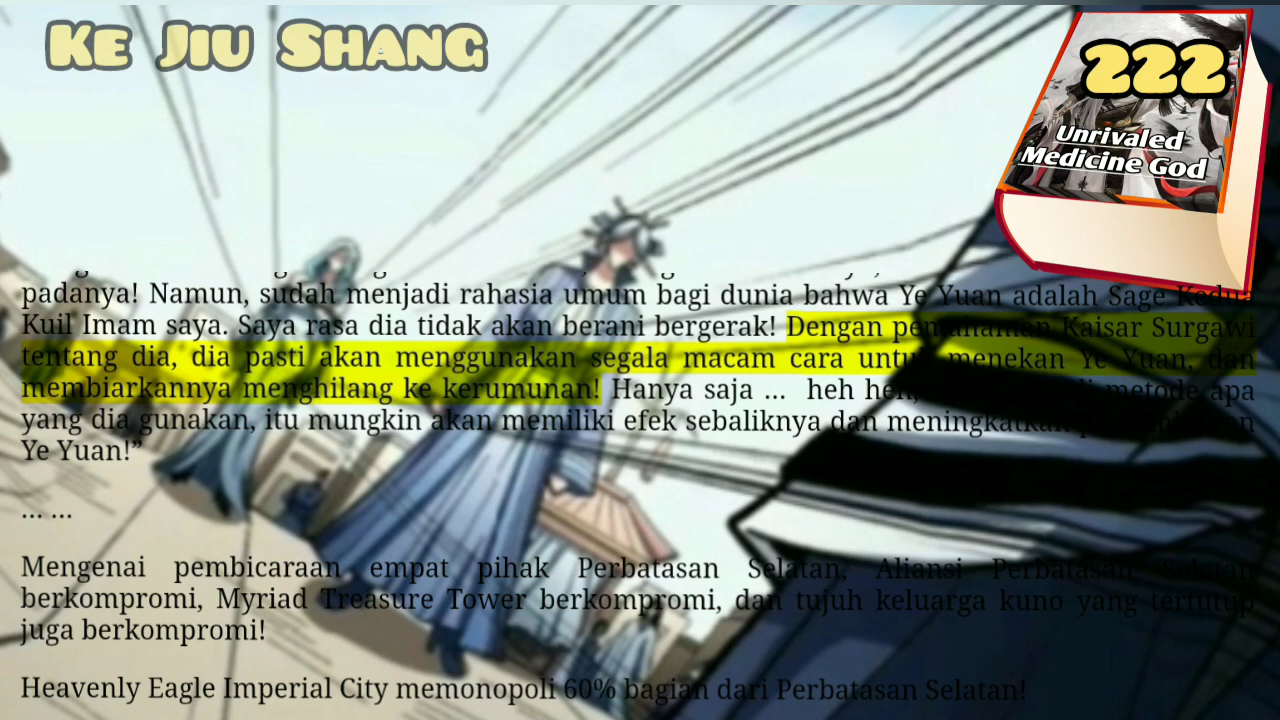 Ke Jiu Shang
222
Unrivaled
Medicine God
padanya! Namun, sudah menjadi rahasia umum bagi dunia bahwa Ye Yuan adalah Sage Kedua
Kuil Imam saya. Saya rasa dia tidak akan berani bergerak! Dengan pemahaman Kaisar Surgawi
tentang dia, dia pasti akan menggunakan segala macam cara untuk menekan Ye Yuan, dan
membiarkannya menghilang ke kerumunan! Hanya saja … heh heh, metode apa
yang dia gunakan, itu mungkin akan memiliki efek sebaliknya dan meningkatkan
Ye Yuan!”
… …
Mengenai pembicaraan empat pihak Perbatasan Selatan, Aliansi Perbatasan Selatan
berkompromi, Myriad Treasure Tower berkompromi, dan tujuh keluarga kuno yang tertutup
juga berkompromi!
Heavenly Eagle Imperial City memonopoli 60% bagian dari Perbatasan Selatan!